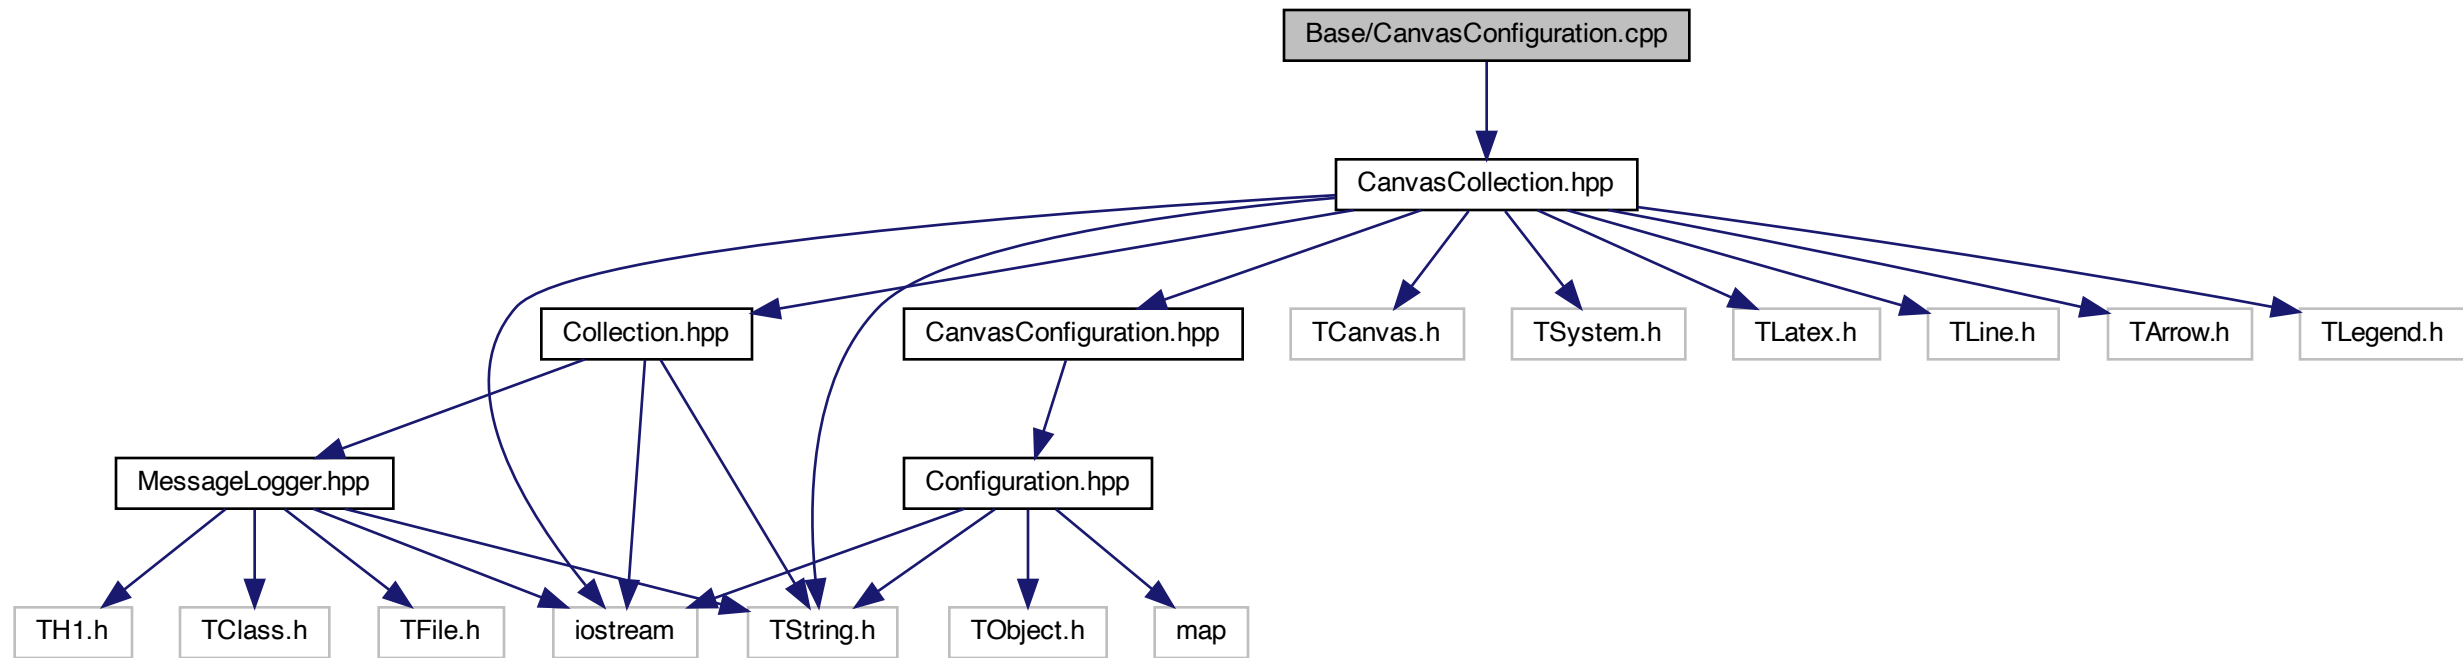 Base/CanvasConfiguration.cpp
CanvasCollection.hpp
Collection.hpp
CanvasConfiguration.hpp
TCanvas.h
TSystem.h
TLatex.h
TLine.h
TArrow.h
TLegend.h
MessageLogger.hpp
Configuration.hpp
TH1.h
TClass.h
TFile.h
iostream
TString.h
TObject.h
map